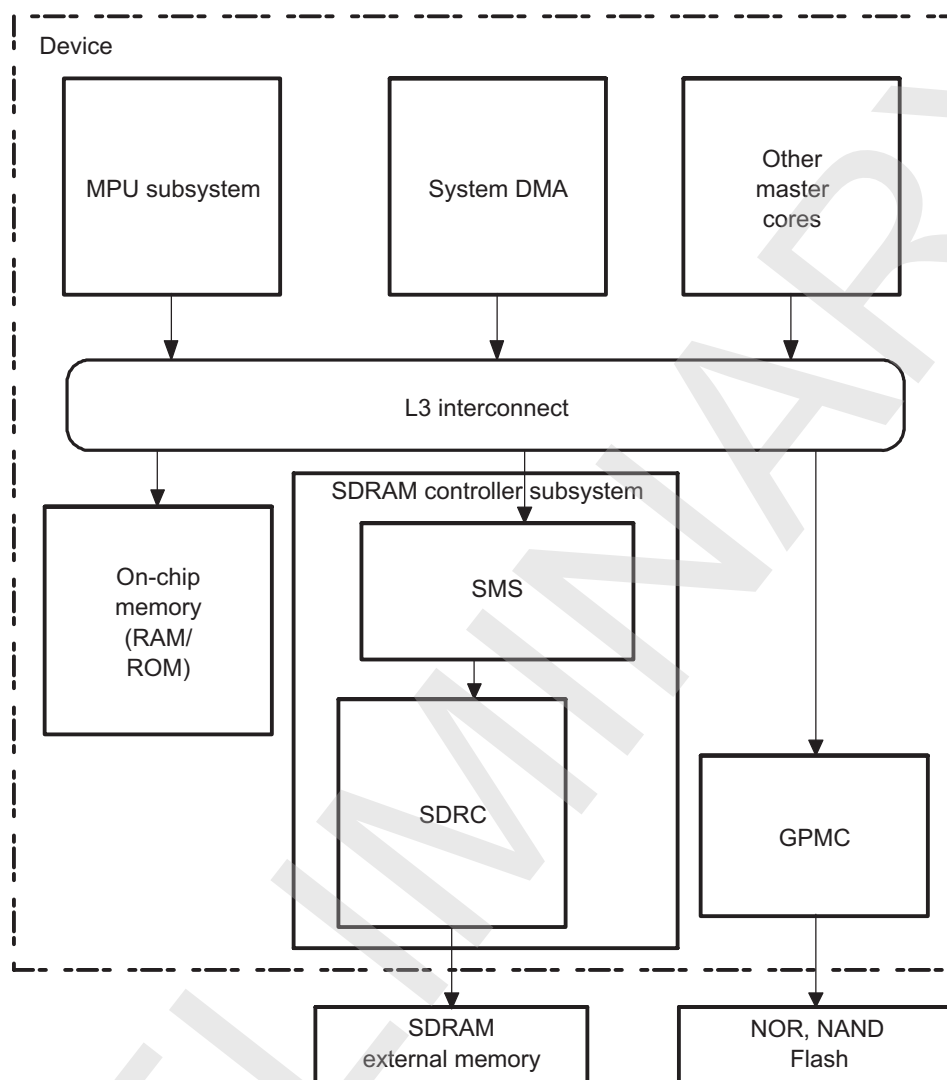 Device
MPU subsystem
System DMA
Other
master
cores
L3 interconnect
SDRAM controller subsystem
On-chip
memory
(RAM/
ROM)
SMS
SDRC
GPMC
SDRAM
external memory
NOR, NAND
Flash